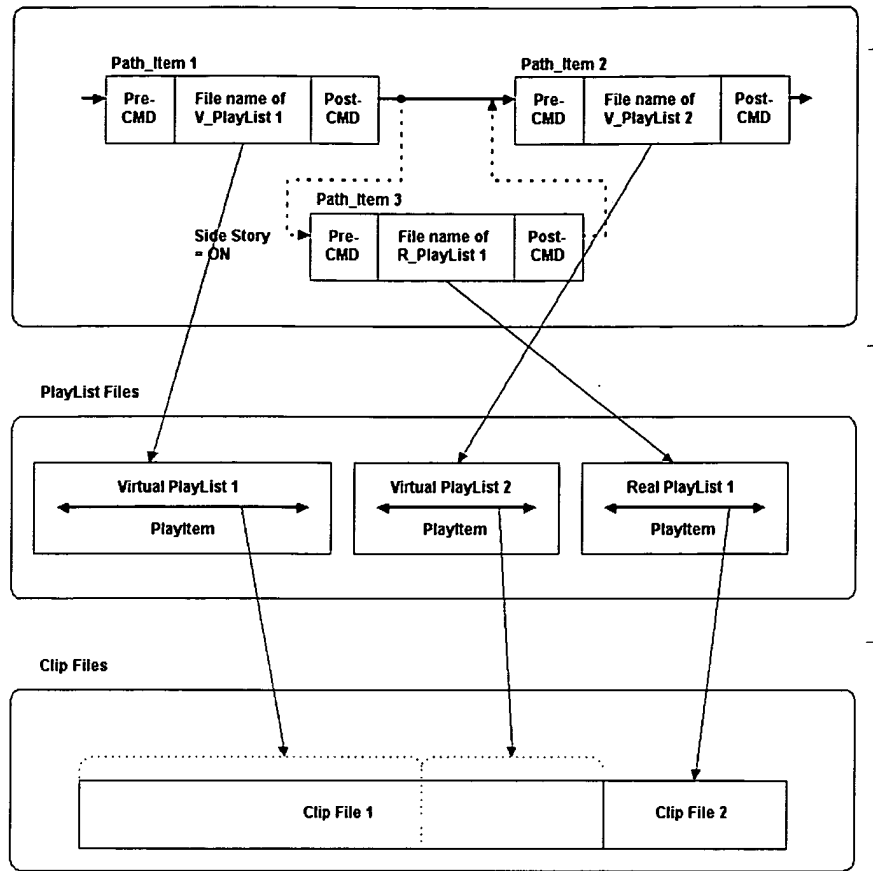 Path_Item 1
Pre-
CMD
File name of
V_PlayList 1
Post-
CMD
Path_Item 2
Pre-
CMD
File name of
V_PlayList 2
Post-
CMD
Path_Item 3
Side Story
= ON
Pre-
CMD
File name of
R_PlayList 1
Post-
CMD
PlayList Files
Virtual PlayList 1
PlayItem
Virtual PlayList 2
PlayItem
Real PlayList 1
PlayItem
Clip Files
Clip File 1
Clip File 2